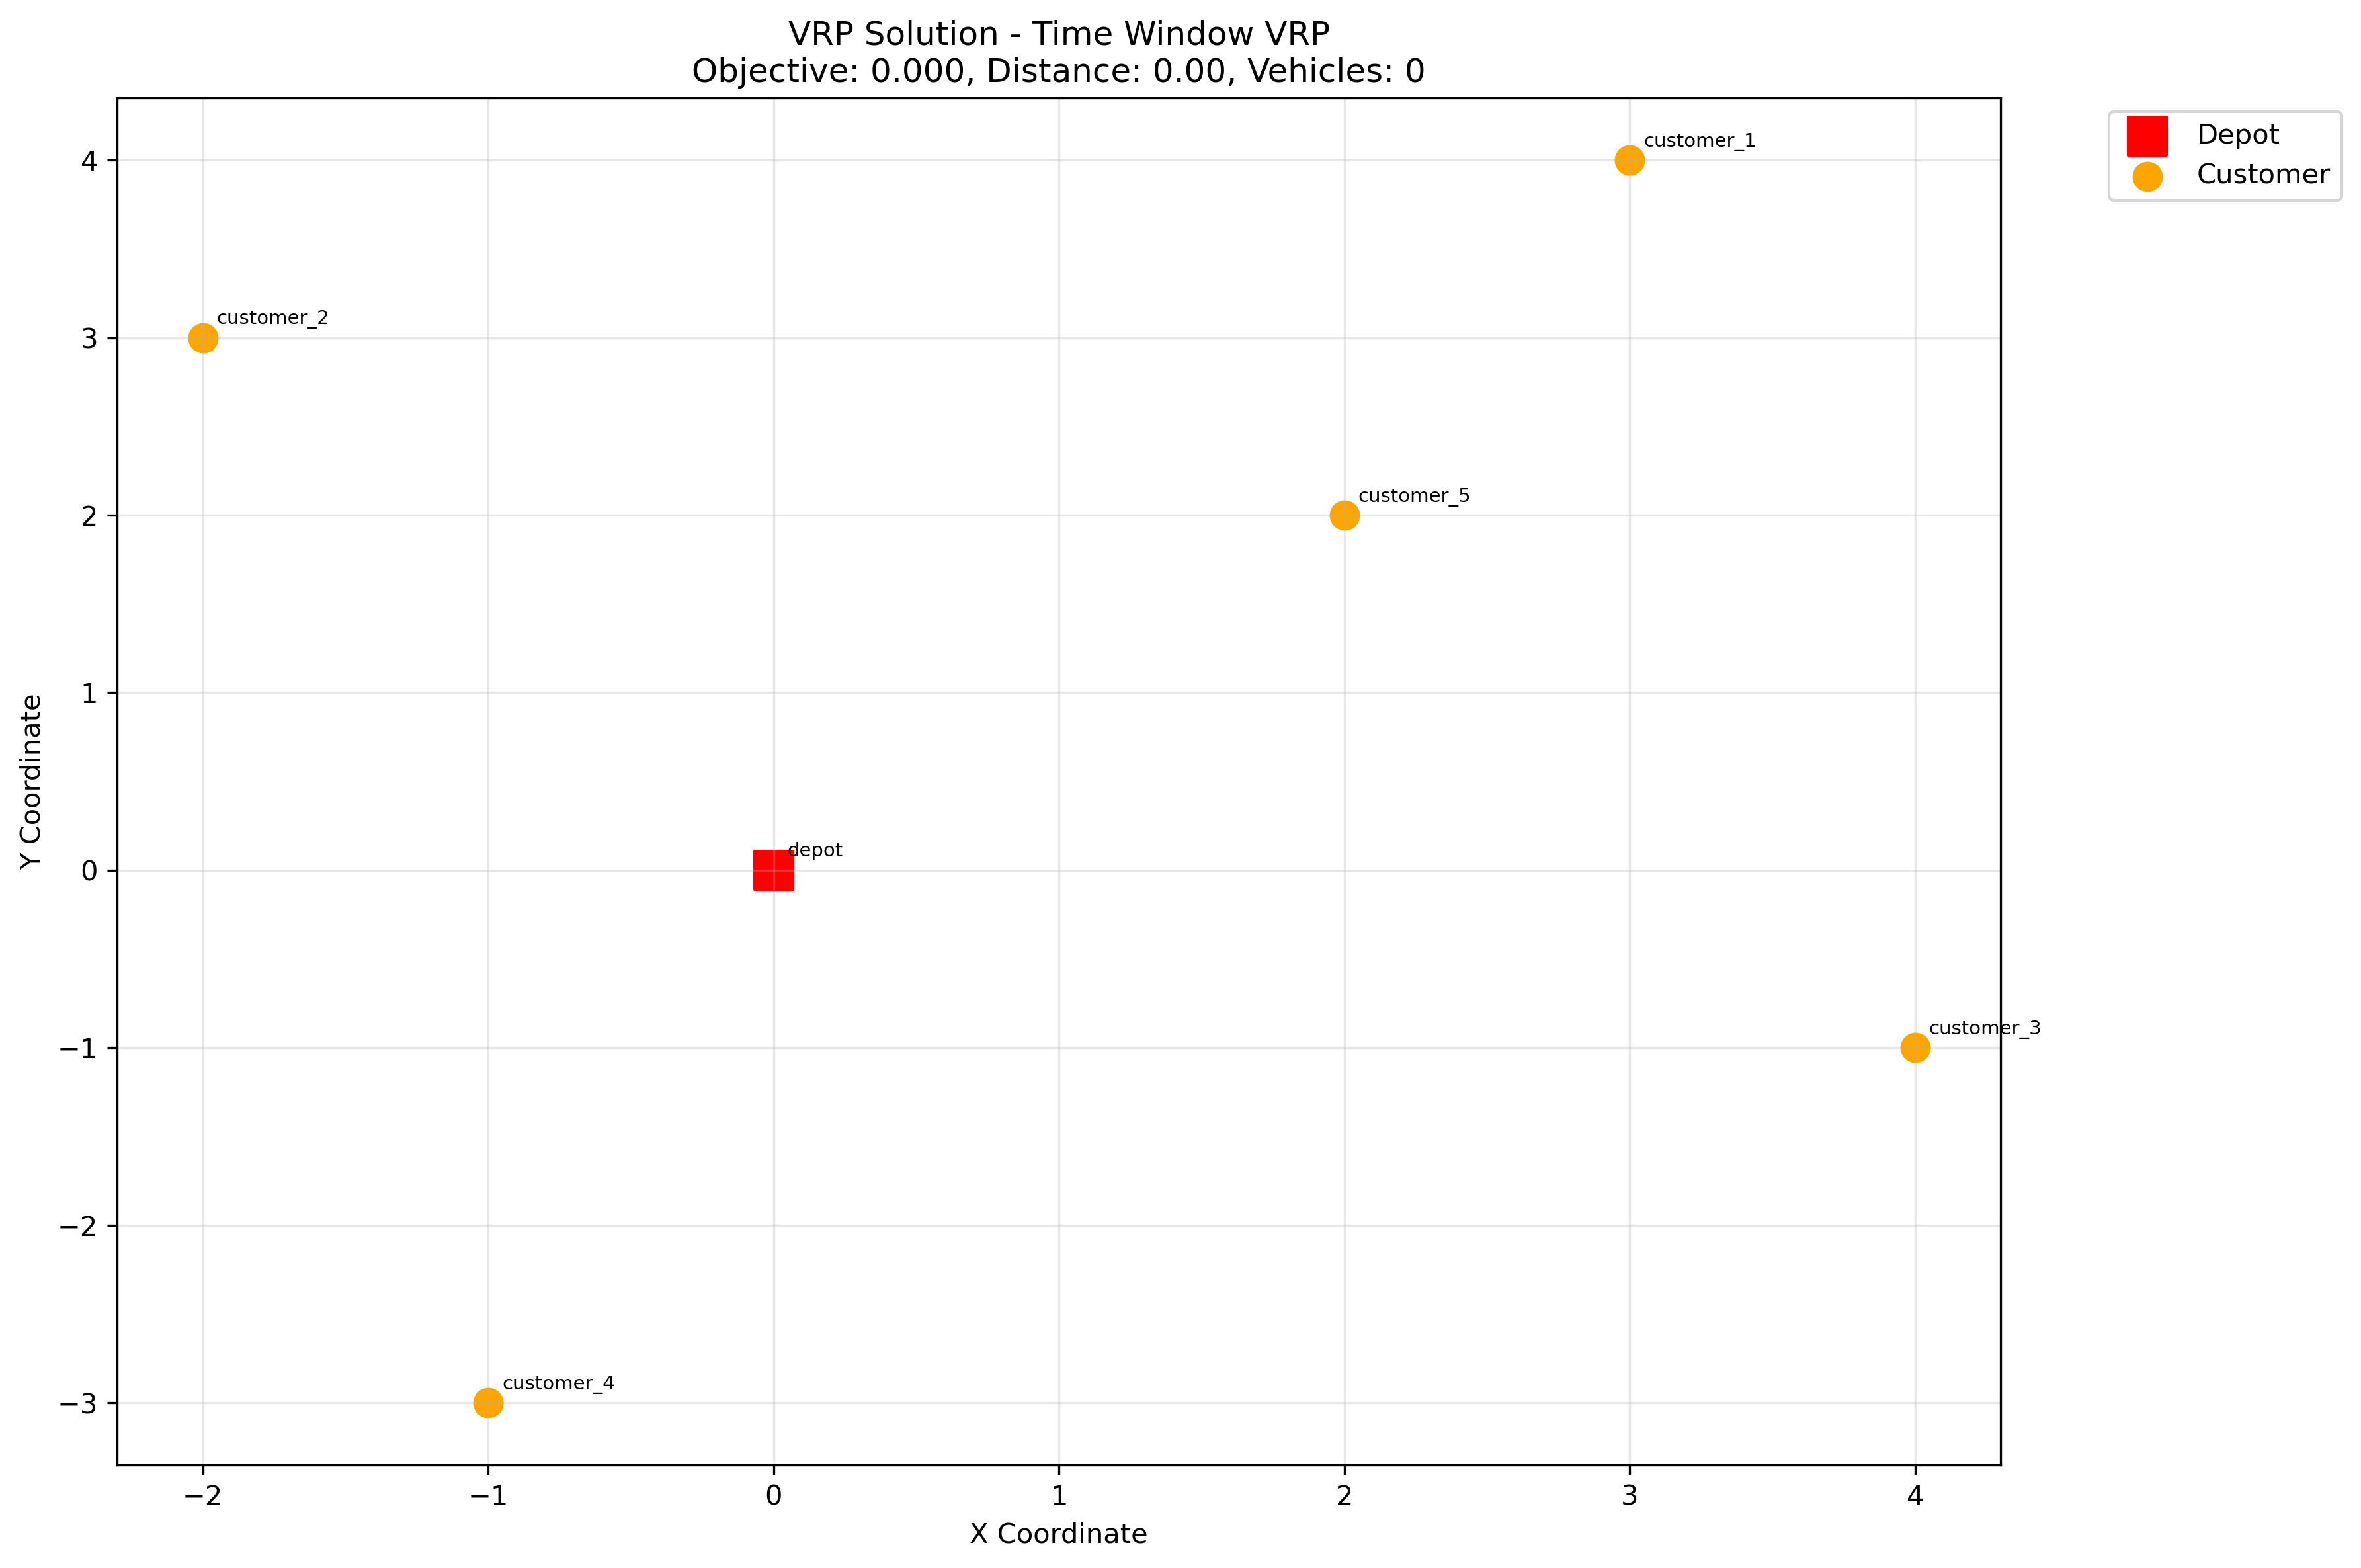 VRP Solution - Time Window VRP
Objective: 0.000, Distance: 0.00, Vehicles: 0
Depot
Customer
customer_1
customer_2
customer_5
depot
customer_3
customer_4
Y Coordinate
4
3
2
1
0
−1
−2
−3
−2
−1
0
1
2
3
4
X Coordinate